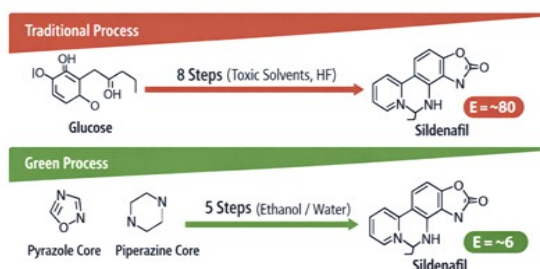 Traditional Process
OH
I
OH
O
Glucose
8 Steps (Toxic Solvents, HF)
O
O
N
N
NH
E = ~80
Sildenafil
Green Process
N
N
O
Pyrazole Core
N
N
Piperazine Core
5 Steps (Ethanol / Water)
O
O
N
N
NH
E = ~6
Sildenafil